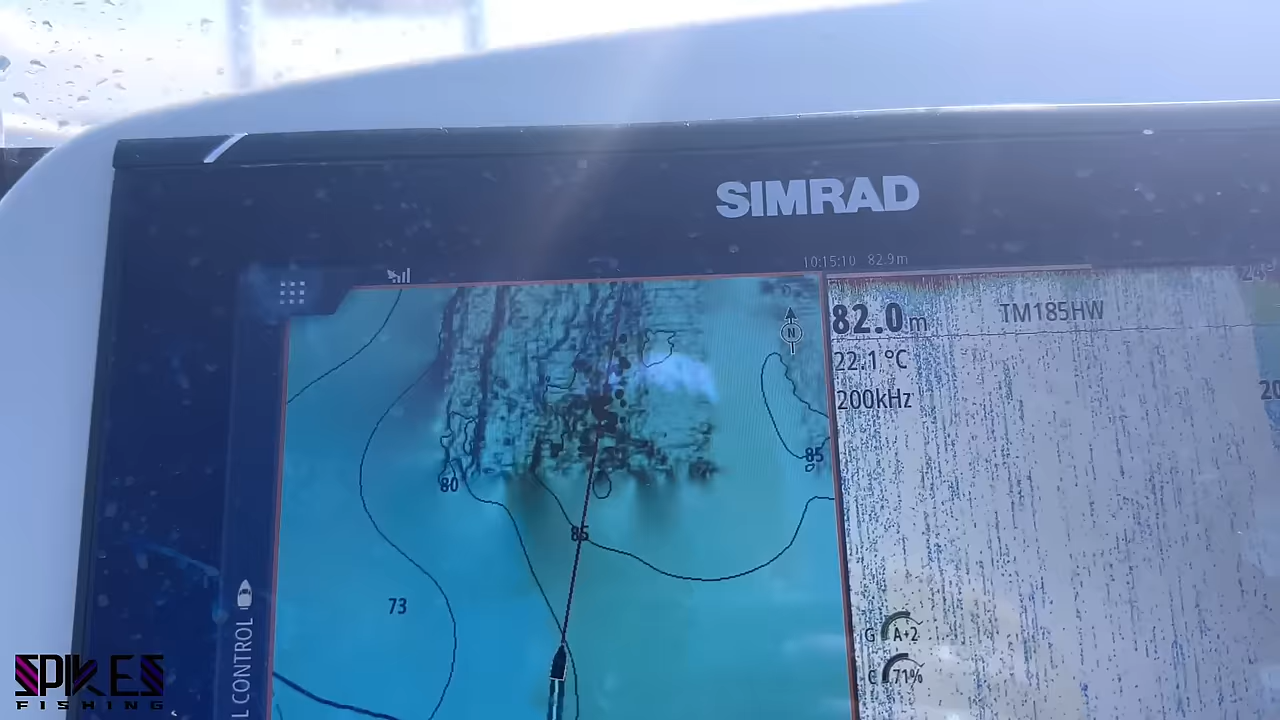 SIMRAD
10:15:10 82.9m
82.0 m
TM185HW
22.1°C
200kHz
N
85
80
85
73
G A+2
C 71%
L CONTROL
SPIKES
FISHING